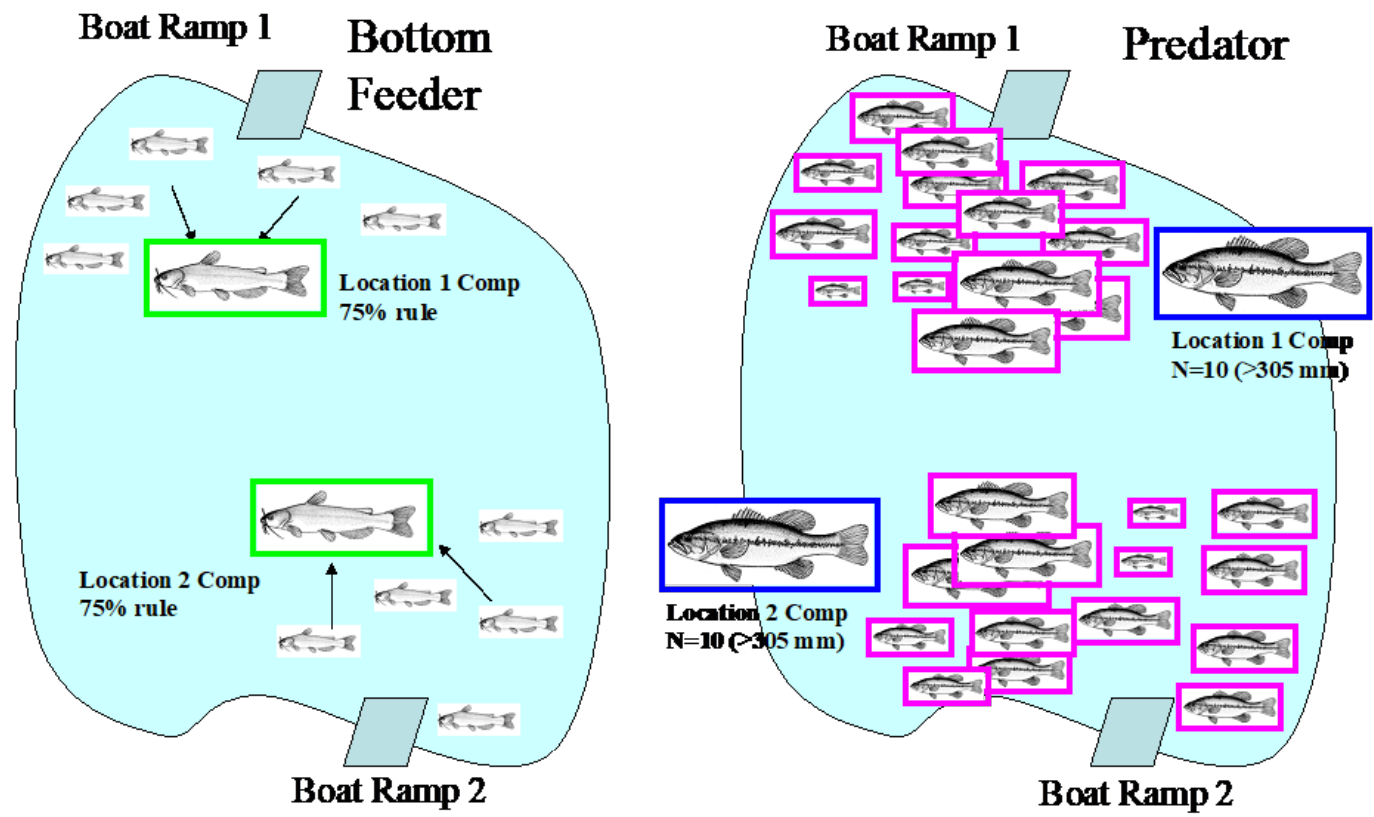 Boat Ramp 1
Bottom
Feeder
Location 1 Comp
75% rule
Location 2 Comp
75% rule
Boat Ramp 2
Boat Ramp 1
Predator
Location 1 Comp
N=10 (>305 mm)
Location 2 Comp
N=10 (>305 mm)
Boat Ramp 2